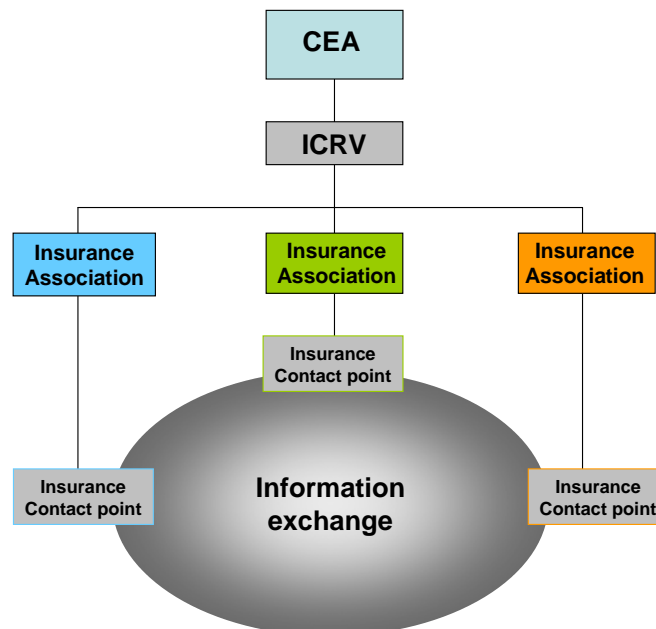 CEA
ICRV
Insurance
Association
Insurance
Association
Insurance
Association
Insurance
Contact point
Insurance
Contact point
Information
exchange
Insurance
Contact point